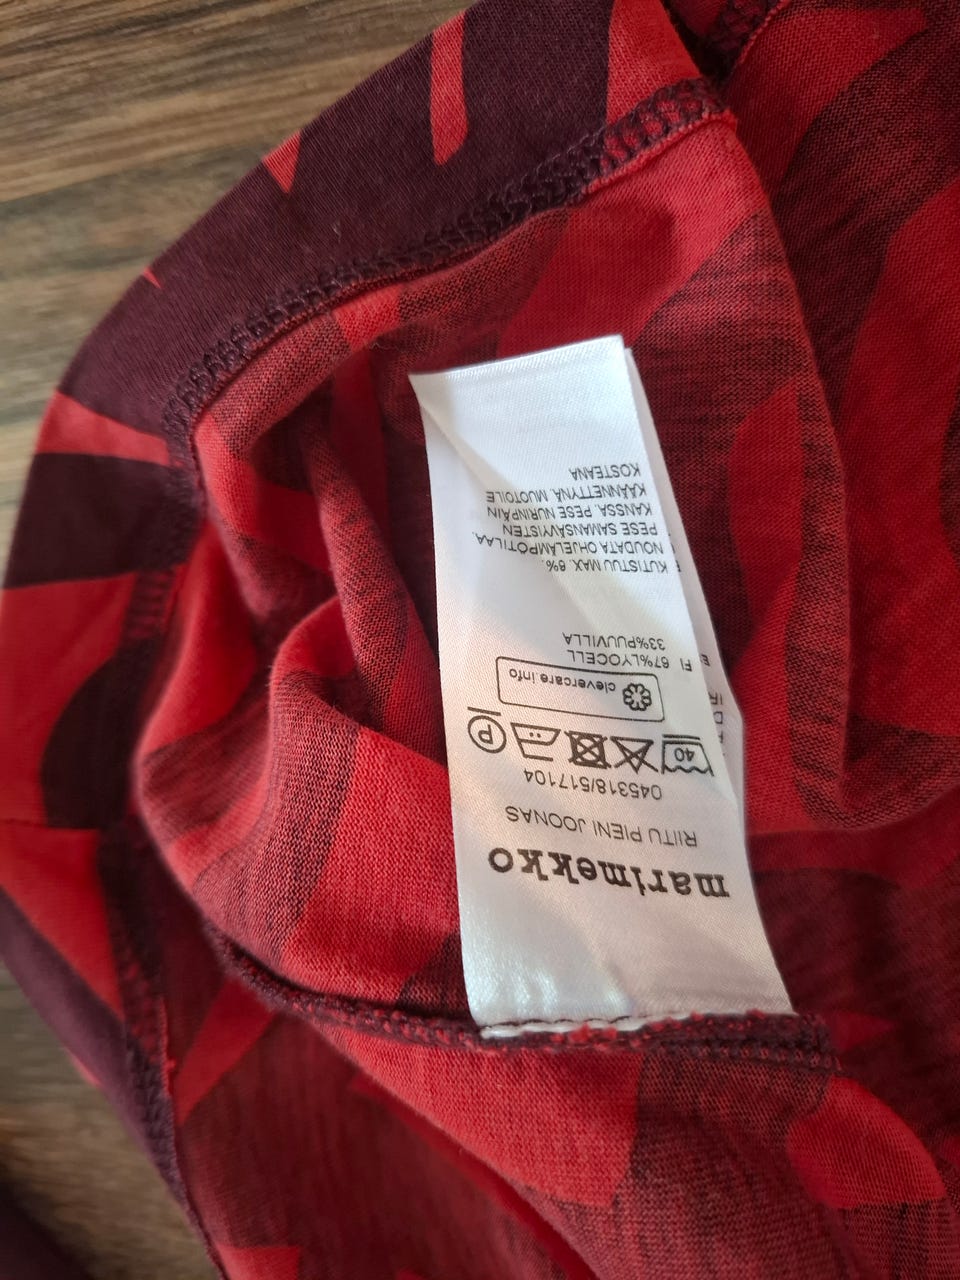 marimekko
RIITU PIENI JOONAS
045318/517104
40
P
clevercare.info
FI 67%LYOCELL
33%PUUVILLA
KUTISTUU MAX. 8%.
NOUDATA OHJELÄMPÖTILAA.
PESE SAMANSÄVYISTEN
KANSSA. PESE NURINPÄIN
KÄÄNNETTYNÄ. MUOTOILE
KOSTEANA